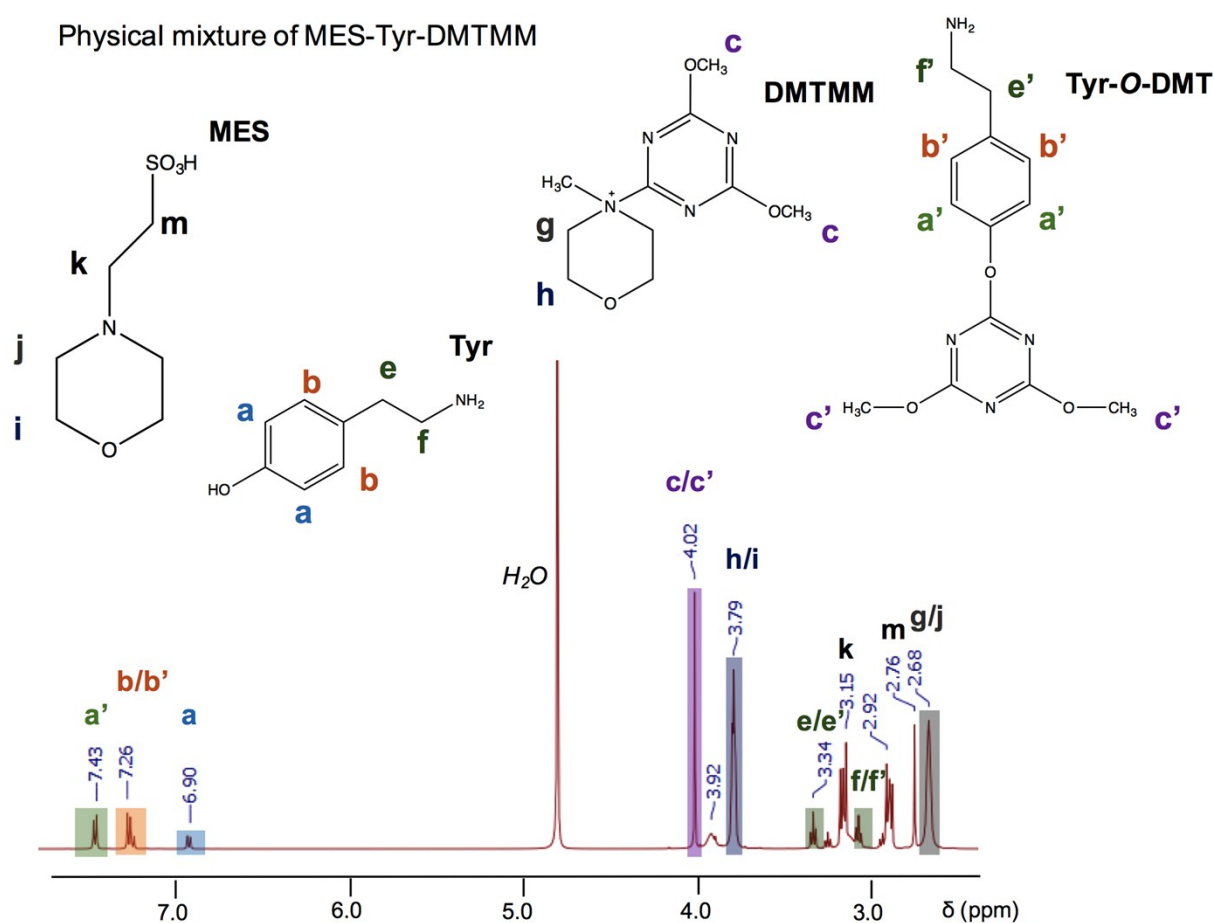 Physical mixture of MES-Tyr-DMTMM
MES
SO₃H
m
k
N
j
i
O
Tyr
e
b
a
NH₂
f
b
HO
a
DMTMM
c
OCH₃
N
N
H₃C
N
+
N
OCH₃
c
g
h
O
Tyr-O-DMT
NH₂
f’
e’
b’
b’
a’
a’
O
N
N
N
c’
H₃C
O
O
CH₃
c’
H₂O
c/c’
4.02
h/i
3.79
3.92
a’
7.43
b/b’
7.26
a
6.90
e/e’
3.34
k
3.15
f/f’
2.92
m
2.76
g/j
2.68
7.0
6.0
5.0
4.0
3.0
δ (ppm)